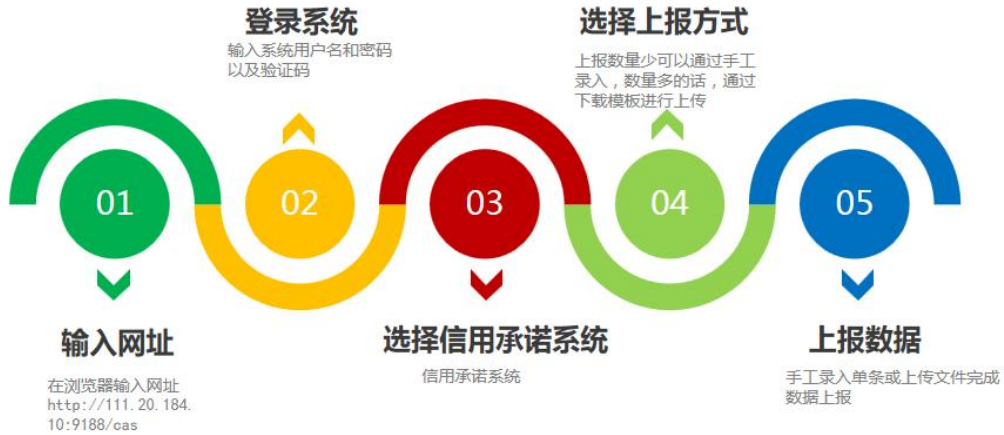 登录系统
输入系统用户名和密码
以及验证码
选择上报方式
上报数量少可以通过手工
录入，数量多的话，通过
下载模板进行上传
01
02
03
04
05
输入网址
在浏览器输入网址
http://111.20.184.
10:9188/cas
选择信用承诺系统
信用承诺系统
上报数据
手工录入单条或上传文件完成
数据上报